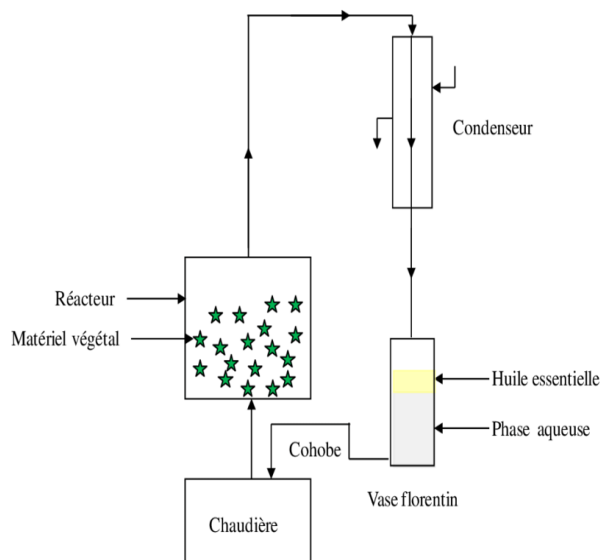 Condenseur
Réacteur
Matériel végétal
Huile essentielle
Phase aqueuse
Cohobe
Vase florentin
Chaudière